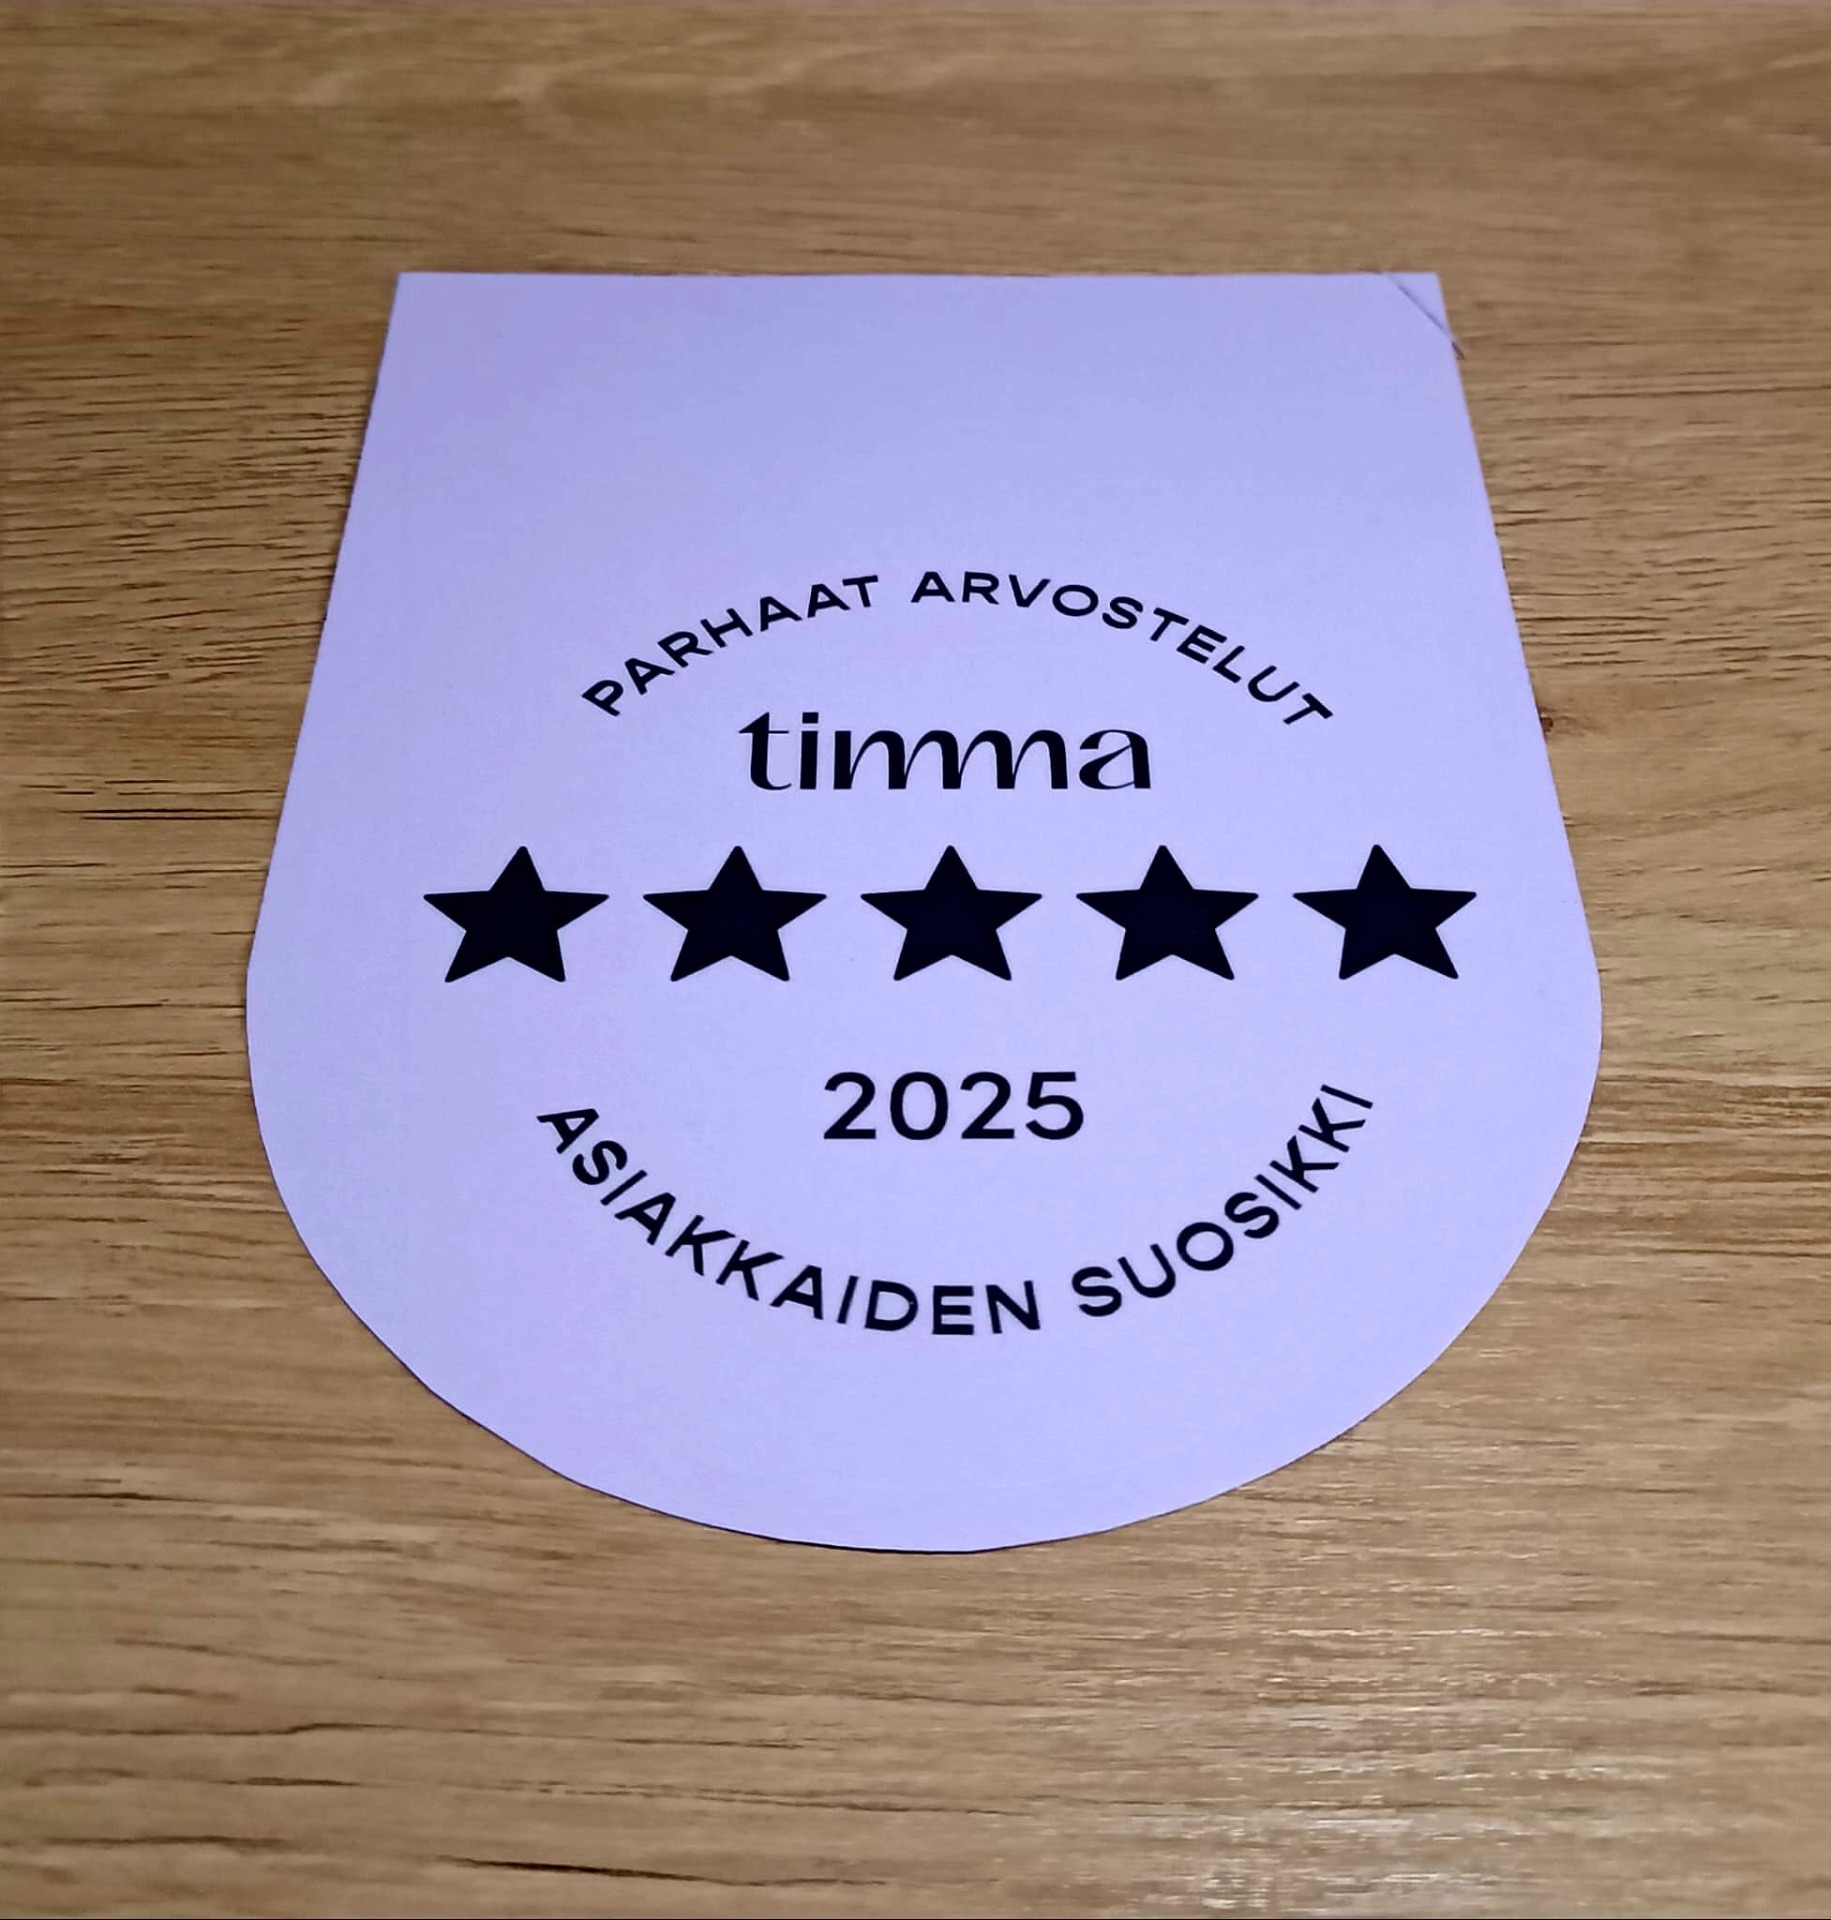 PARHAAT ARVOSTELUT
timma
2025
ASIAKKAIDEN SUOSIKKI